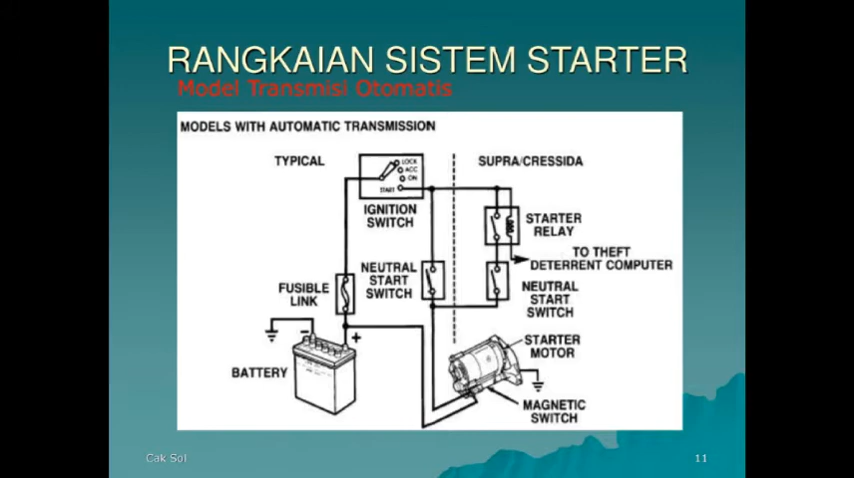 RANGKAIAN SISTEM STARTER
Model Transmisi Otomatis
MODELS WITH AUTOMATIC TRANSMISSION
TYPICAL
SUPRA/CRESSIDA
LOCK
ACC
ON
START
IGNITION
SWITCH
STARTER
RELAY
TO THEFT
DETERRENT COMPUTER
NEUTRAL
START
SWITCH
FUSIBLE
LINK
NEUTRAL
START
SWITCH
- +
BATTERY
STARTER
MOTOR
MAGNETIC
SWITCH
Cak Sol
11